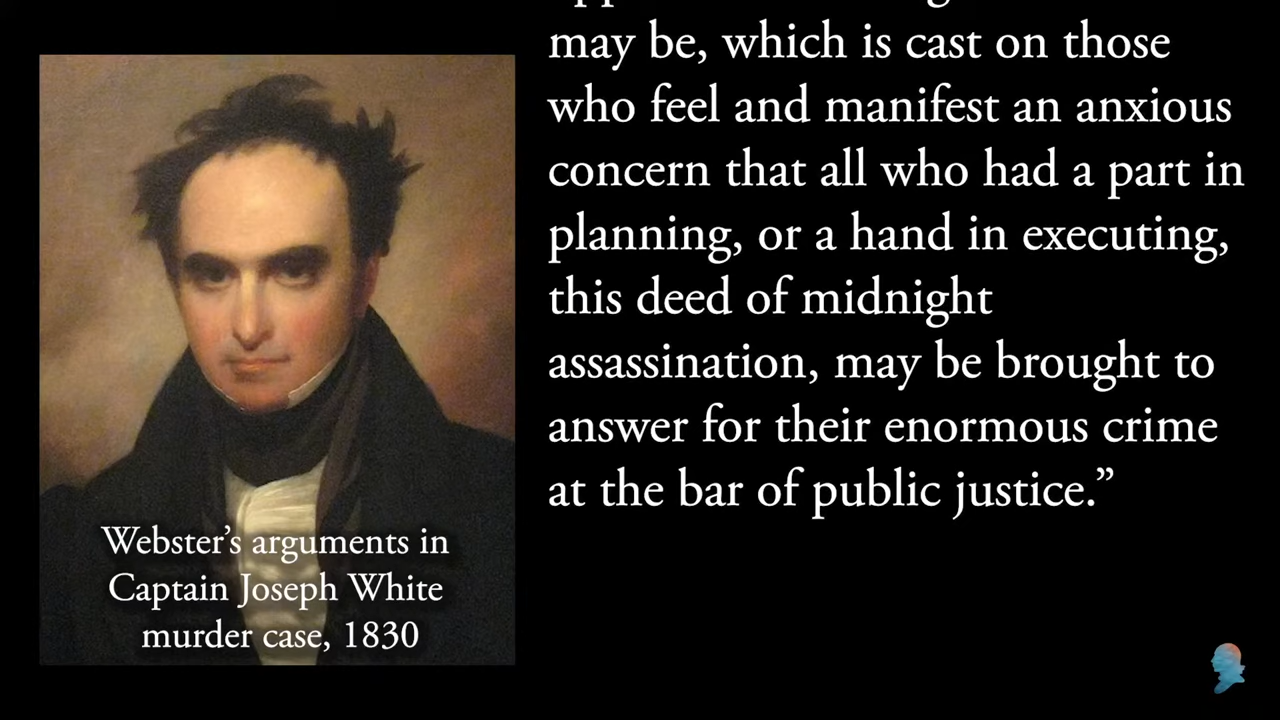 may be, which is cast on those
who feel and manifest an anxious
concern that all who had a part in
planning, or a hand in executing,
this deed of midnight
assassination, may be brought to
answer for their enormous crime
at the bar of public justice.”
Webster’s arguments in
Captain Joseph White
murder case, 1830